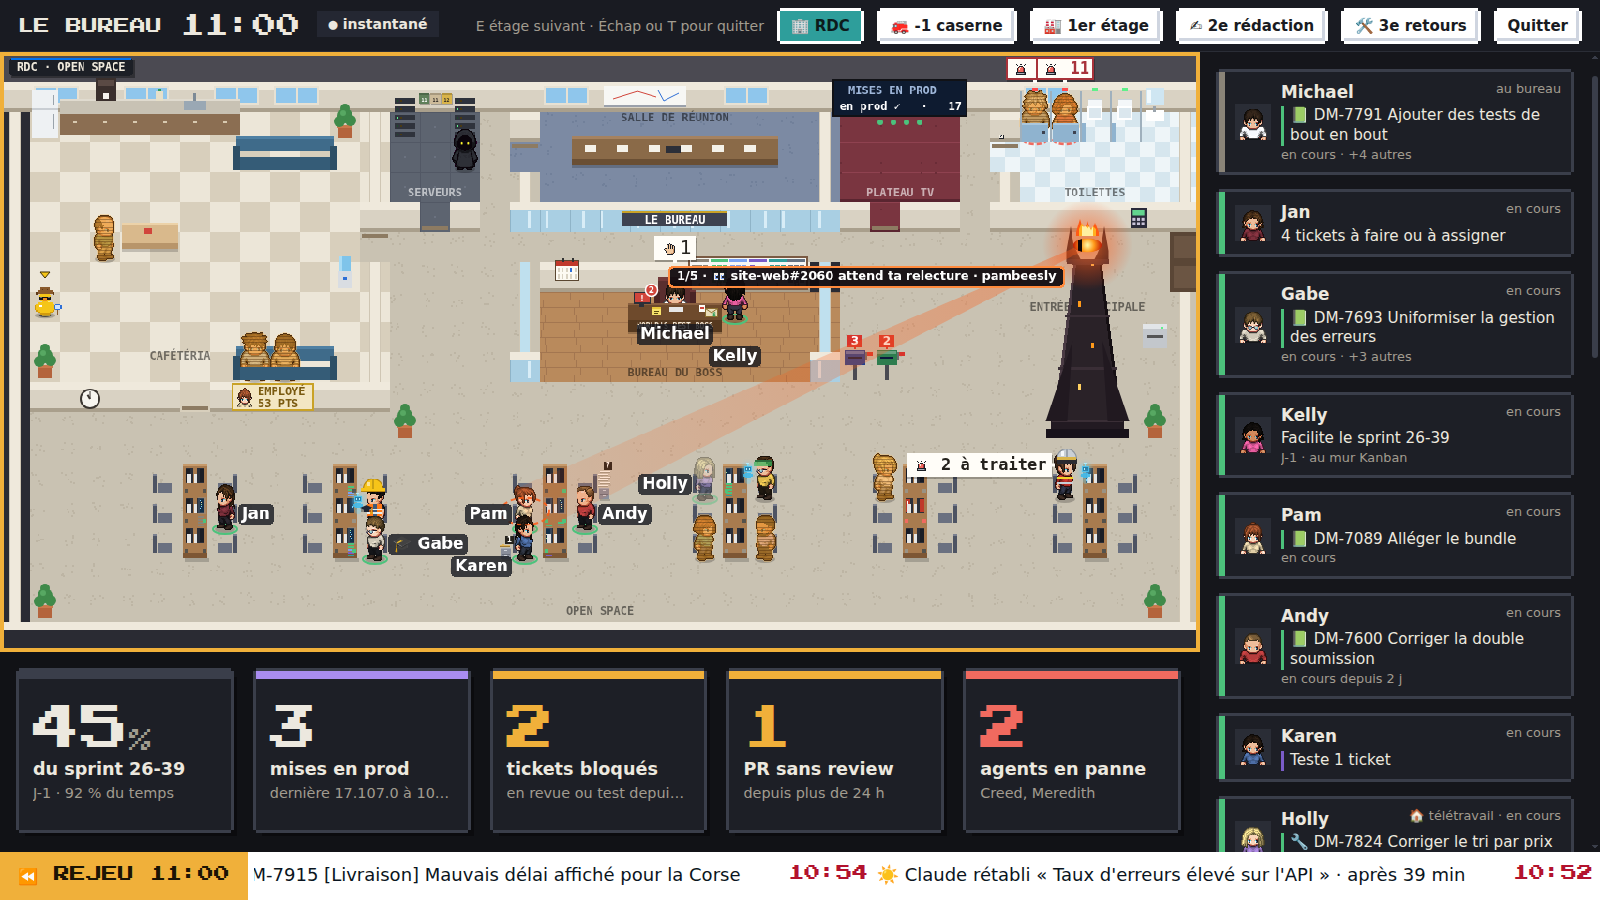 LE BUREAU 11:00 ● instantané E étage suivant · Échap ou T pour quitter 🏢 RDC 🚒 -1 caserne 🏭 1er étage ✍ 2e rédaction 🛠️ 3e retours Quitter
RDC · OPEN SPACE
11
MISES EN PROD
en prod ✓ · 17
SALLE DE RÉUNION
SERVEURS
PLATEAU TV
TOILETTES
LE BUREAU
1
1/5 · site-web#2060 attend ta relecture · pambeesly
2
Michael
Kelly
BUREAU DU BOSS
3 2
CAFÉTÉRIA
EMPLOYÉ
53 PTS
2 à traiter
Holly
Jan
Pam
Andy
🎓 Gabe
Karen
OPEN SPACE
45%
du sprint 26-39
J-1 · 92 % du temps
3
mises en prod
dernière 17.107.0 à 10…
2
tickets bloqués
en revue ou test depui…
1
PR sans review
depuis plus de 24 h
2
agents en panne
Creed, Meredith
Michael au bureau
📗 DM-7791 Ajouter des tests de
bout en bout
en cours · +4 autres
Jan en cours
4 tickets à faire ou à assigner
Gabe en cours
📗 DM-7693 Uniformiser la gestion
des erreurs
en cours · +3 autres
Kelly en cours
Facilite le sprint 26-39
J-1 · au mur Kanban
Pam en cours
📗 DM-7089 Alléger le bundle
en cours
Andy en cours
📗 DM-7600 Corriger la double
soumission
en cours depuis 2 j
Karen en cours
Teste 1 ticket
Holly 🏠 télétravail · en cours
🔧 DM-7824 Corriger le tri par prix
⏪ REJEU 11:00 M-7915 [Livraison] Mauvais délai affiché pour la Corse 10:54 ☀️ Claude rétabli « Taux d'erreurs élevé sur l'API » · après 39 min 10:52